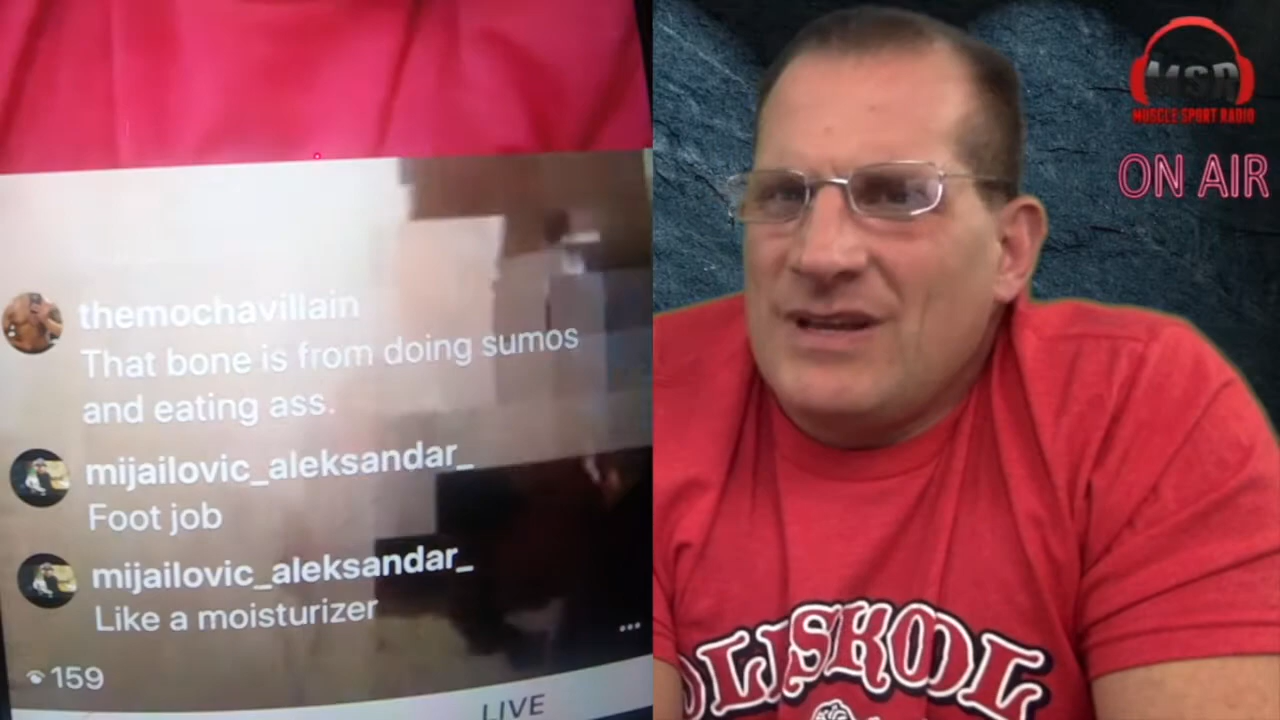 themochavillain
That bone is from doing sumos
and eating ass.
mijailovic_aleksandar_
Foot job
mijailovic_aleksandar_
Like a moisturizer
159
LIVE
MSR
MUSCLE SPORT RADIO
ON AIR
OLDSKOOL